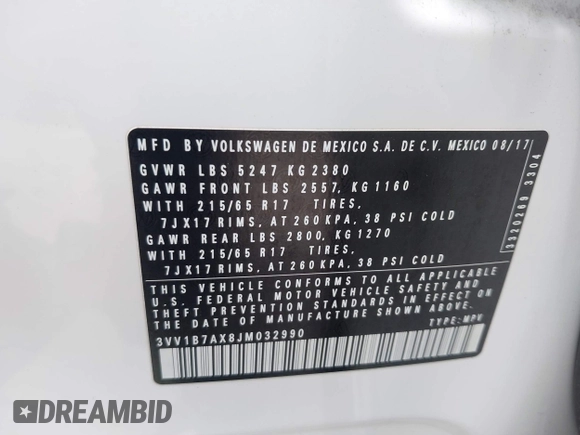 MFD BY VOLKSWAGEN DE MEXICO S.A. DE C.V. MEXICO 08/17
GVWR LBS 5247 KG 2380
GAWR FRONT LBS 2557, KG 1160
WITH 215/65 R17 TIRES,
7JX17 RIMS, AT 260 KPA, 38 PSI COLD
GAWR REAR LBS 2800, KG 1270
WITH 215/65 R17 TIRES,
7JX17 RIMS, AT 260 KPA, 38 PSI COLD
THIS VEHICLE CONFORMS TO ALL APPLICABLE
U.S. FEDERAL MOTOR VEHICLE SAFETY AND
THEFT PREVENTION STANDARDS IN EFFECT ON
THE DATE OF MANUFACTURE SHOWN ABOVE.
3VV1B7AX8JM032990 TYPE: MPV
3320269 3304
DREAMBID